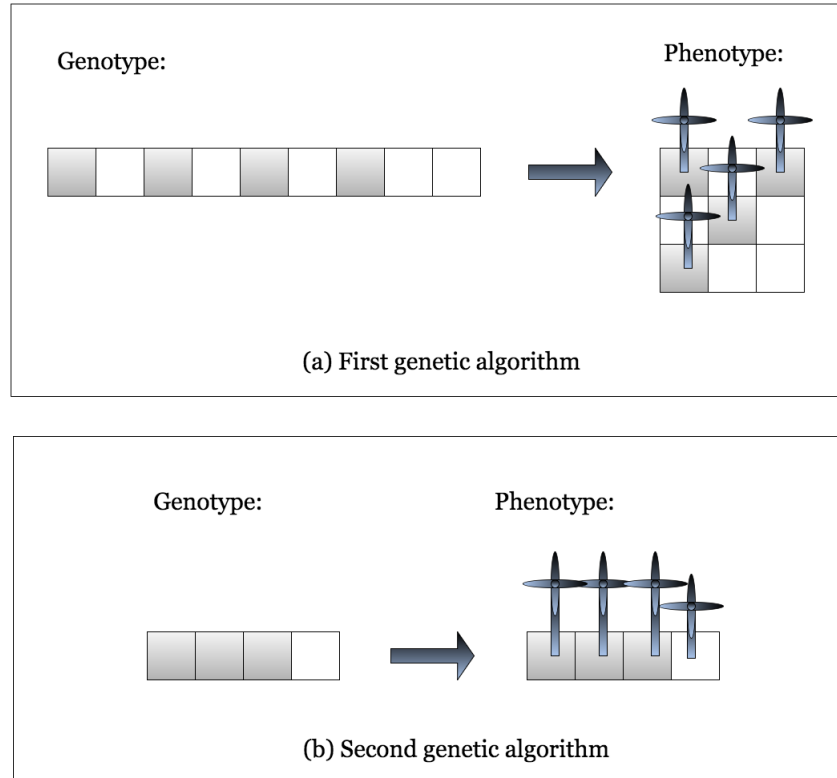 Genotype:
Phenotype:
(a) First genetic algorithm
Genotype:
Phenotype:
(b) Second genetic algorithm